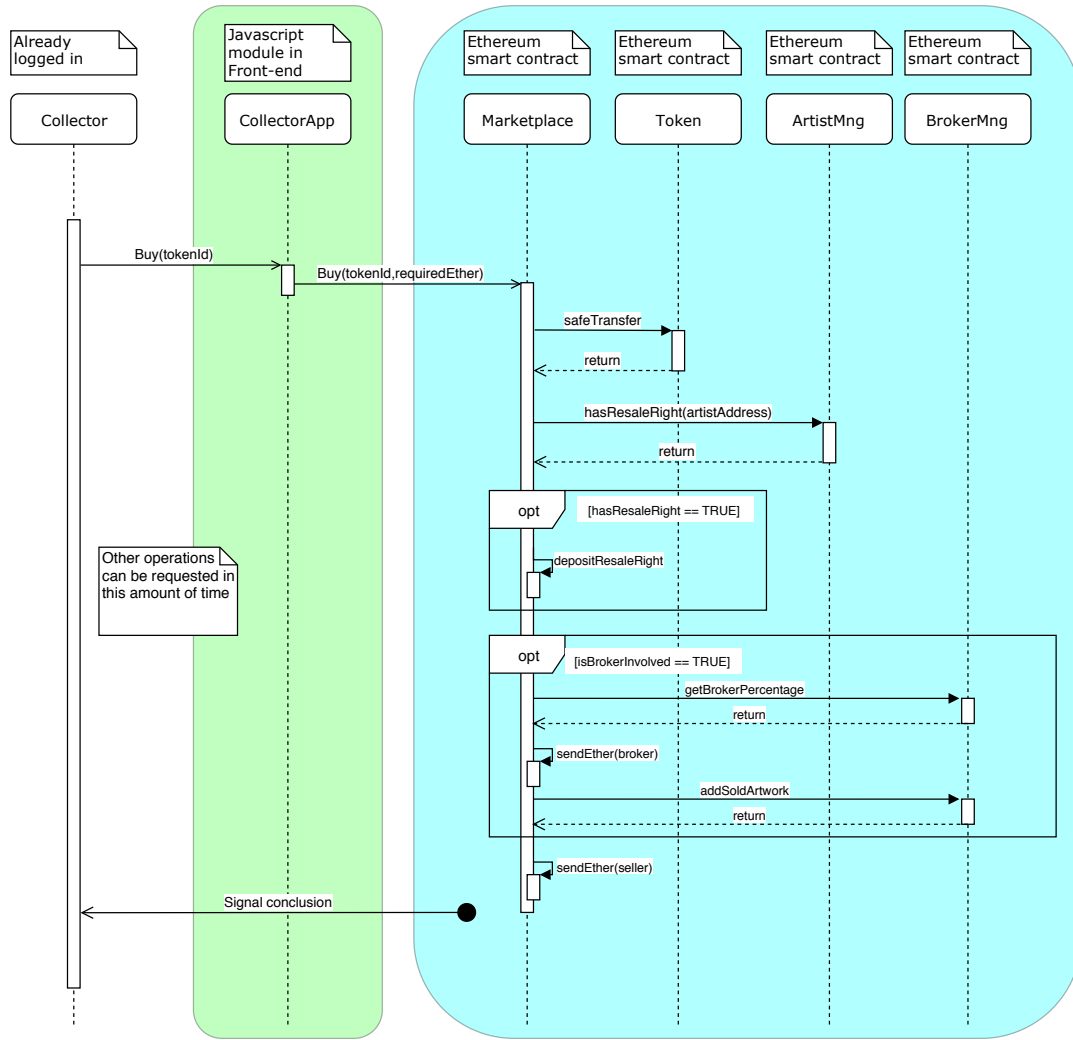 Already
logged in
Javascript
module in
Front-end
Ethereum
smart contract
Ethereum
smart contract
Ethereum
smart contract
Ethereum
smart contract
Collector
CollectorApp
Marketplace
Token
ArtistMng
BrokerMng
Buy(tokenId)
Buy(tokenId,requiredEther)
safeTransfer
return
hasResaleRight(artistAddress)
return
opt
[hasResaleRight == TRUE]
depositResaleRight
Other operations
can be requested in
this amount of time
opt
[isBrokerInvolved == TRUE]
getBrokerPercentage
return
sendEther(broker)
addSoldArtwork
return
sendEther(seller)
Signal conclusion